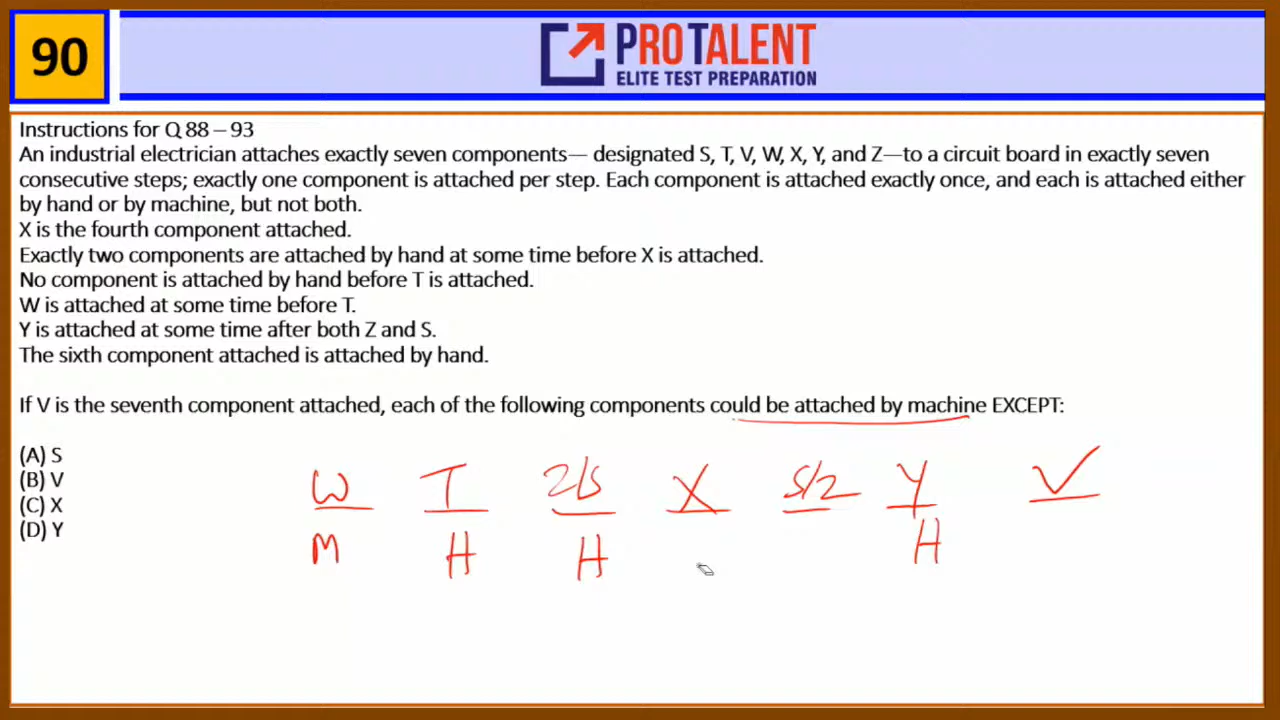 90
PROTALENT
ELITE TEST PREPARATION
Instructions for Q 88 – 93
An industrial electrician attaches exactly seven components— designated S, T, V, W, X, Y, and Z—to a circuit board in exactly seven
consecutive steps; exactly one component is attached per step. Each component is attached exactly once, and each is attached either
by hand or by machine, but not both.
X is the fourth component attached.
Exactly two components are attached by hand at some time before X is attached.
No component is attached by hand before T is attached.
W is attached at some time before T.
Y is attached at some time after both Z and S.
The sixth component attached is attached by hand.
If V is the seventh component attached, each of the following components could be attached by machine EXCEPT:
(A) S
(B) V
(C) X
(D) Y
W T Z/S X S/Z Y V
M H H H